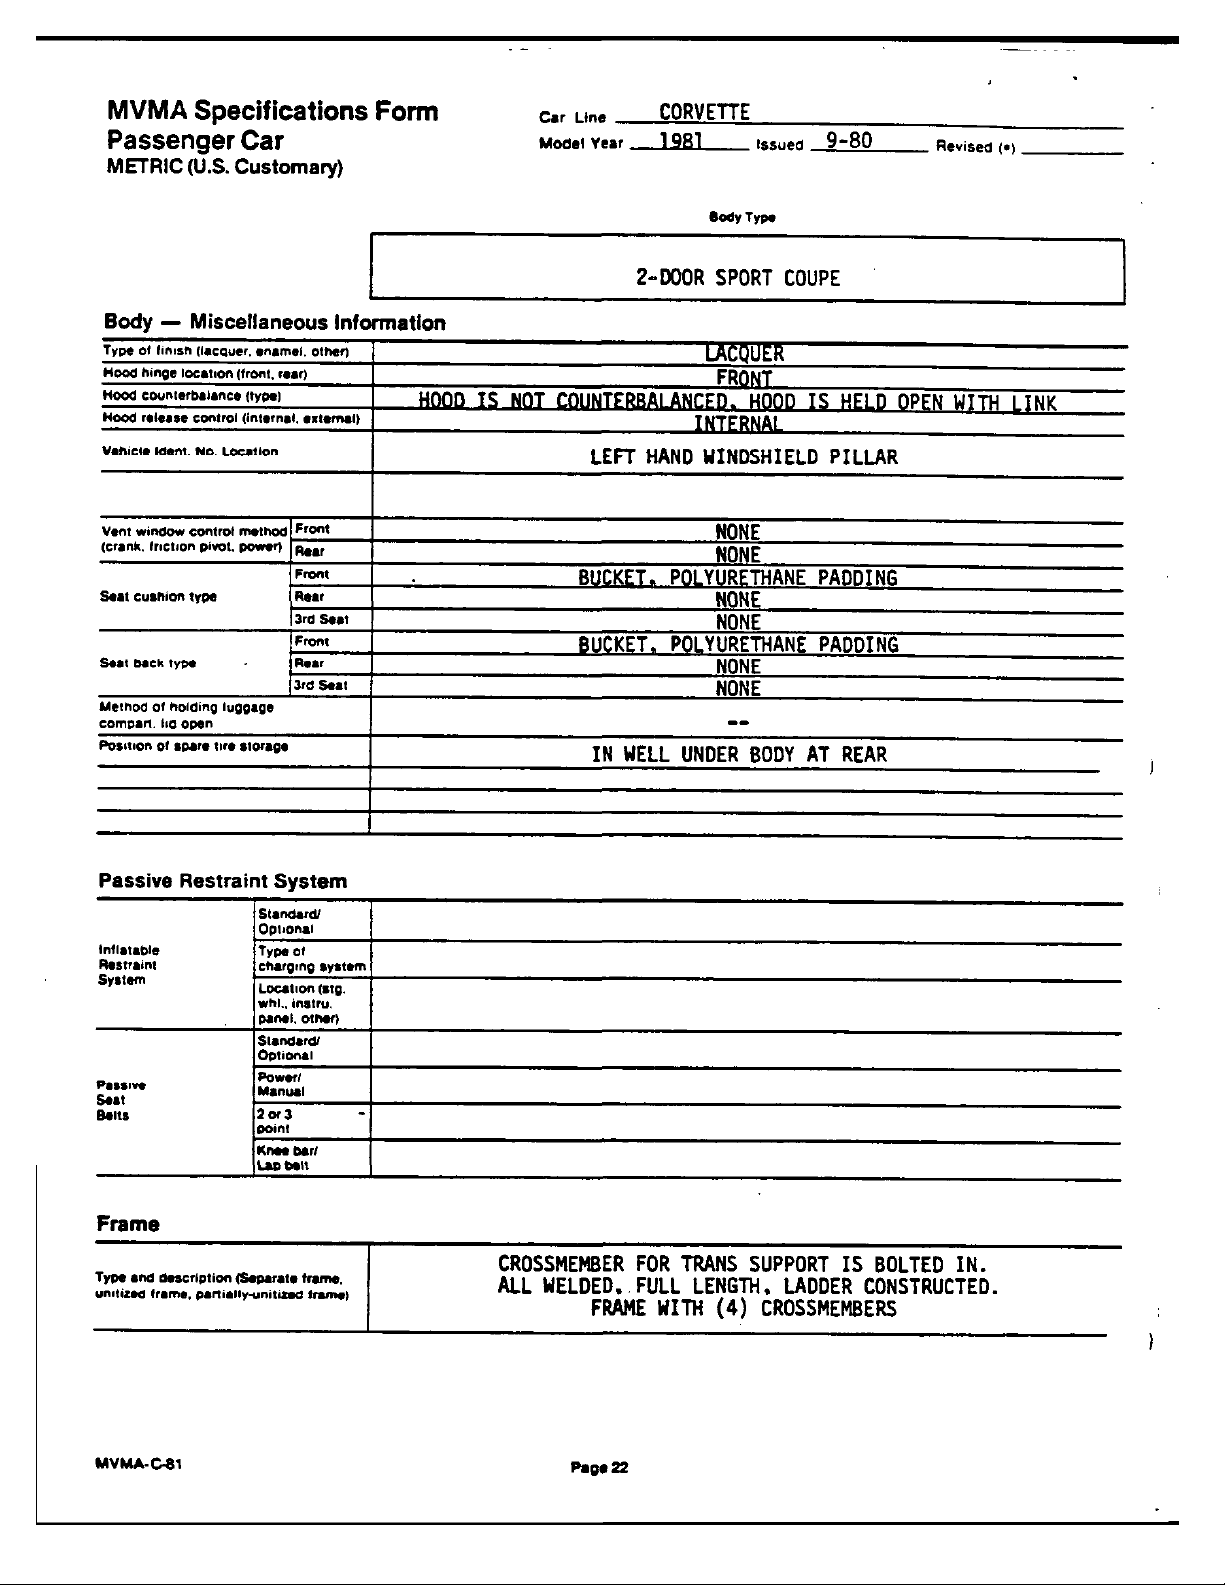 MVMA Specifications Form
Passenger Car
METRIC (U.S. Customary)
Car Line CORVETTE
Model Year 1981 Issued 9-80 Revised (•)
Body Type
2-DOOR SPORT COUPE
Body — Miscellaneous Information
Type of finish (lacquer, enamel, other) LACQUER
Hood hinge location (front, rear) FRONT
Hood counterbalance (type) HOOD IS NOT COUNTERBALANCED. HOOD IS HELD OPEN WITH LINK
Hood release control (internal, external) INTERNAL
Vehicle Ident. No. Location LEFT HAND WINDSHIELD PILLAR
Vent window control method (crank, friction pivot, power) Front NONE
Rear NONE
Seat cushion type Front BUCKET, POLYURETHANE PADDING
Rear NONE
3rd Seat NONE
Seat back type Front BUCKET, POLYURETHANE PADDING
Rear NONE
3rd Seat NONE
Method of holding luggage
compart. lid open --
Position of spare tire storage IN WELL UNDER BODY AT REAR
Passive Restraint System
Inflatable
Restraint
System
Standard/
Optional
Type of
charging system
Location (stg.
whl., instru.
panel, other)
Passive
Seat
Belts
Standard/
Optional
Power/
Manual
2 or 3 -
point
Knee bar/
Lap belt
Frame
Type and description (Separate frame,
unitized frame, partially-unitized frame)
CROSSMEMBER FOR TRANS SUPPORT IS BOLTED IN.
ALL WELDED, FULL LENGTH, LADDER CONSTRUCTED.
FRAME WITH (4) CROSSMEMBERS
MVMA-C-81
Page 22